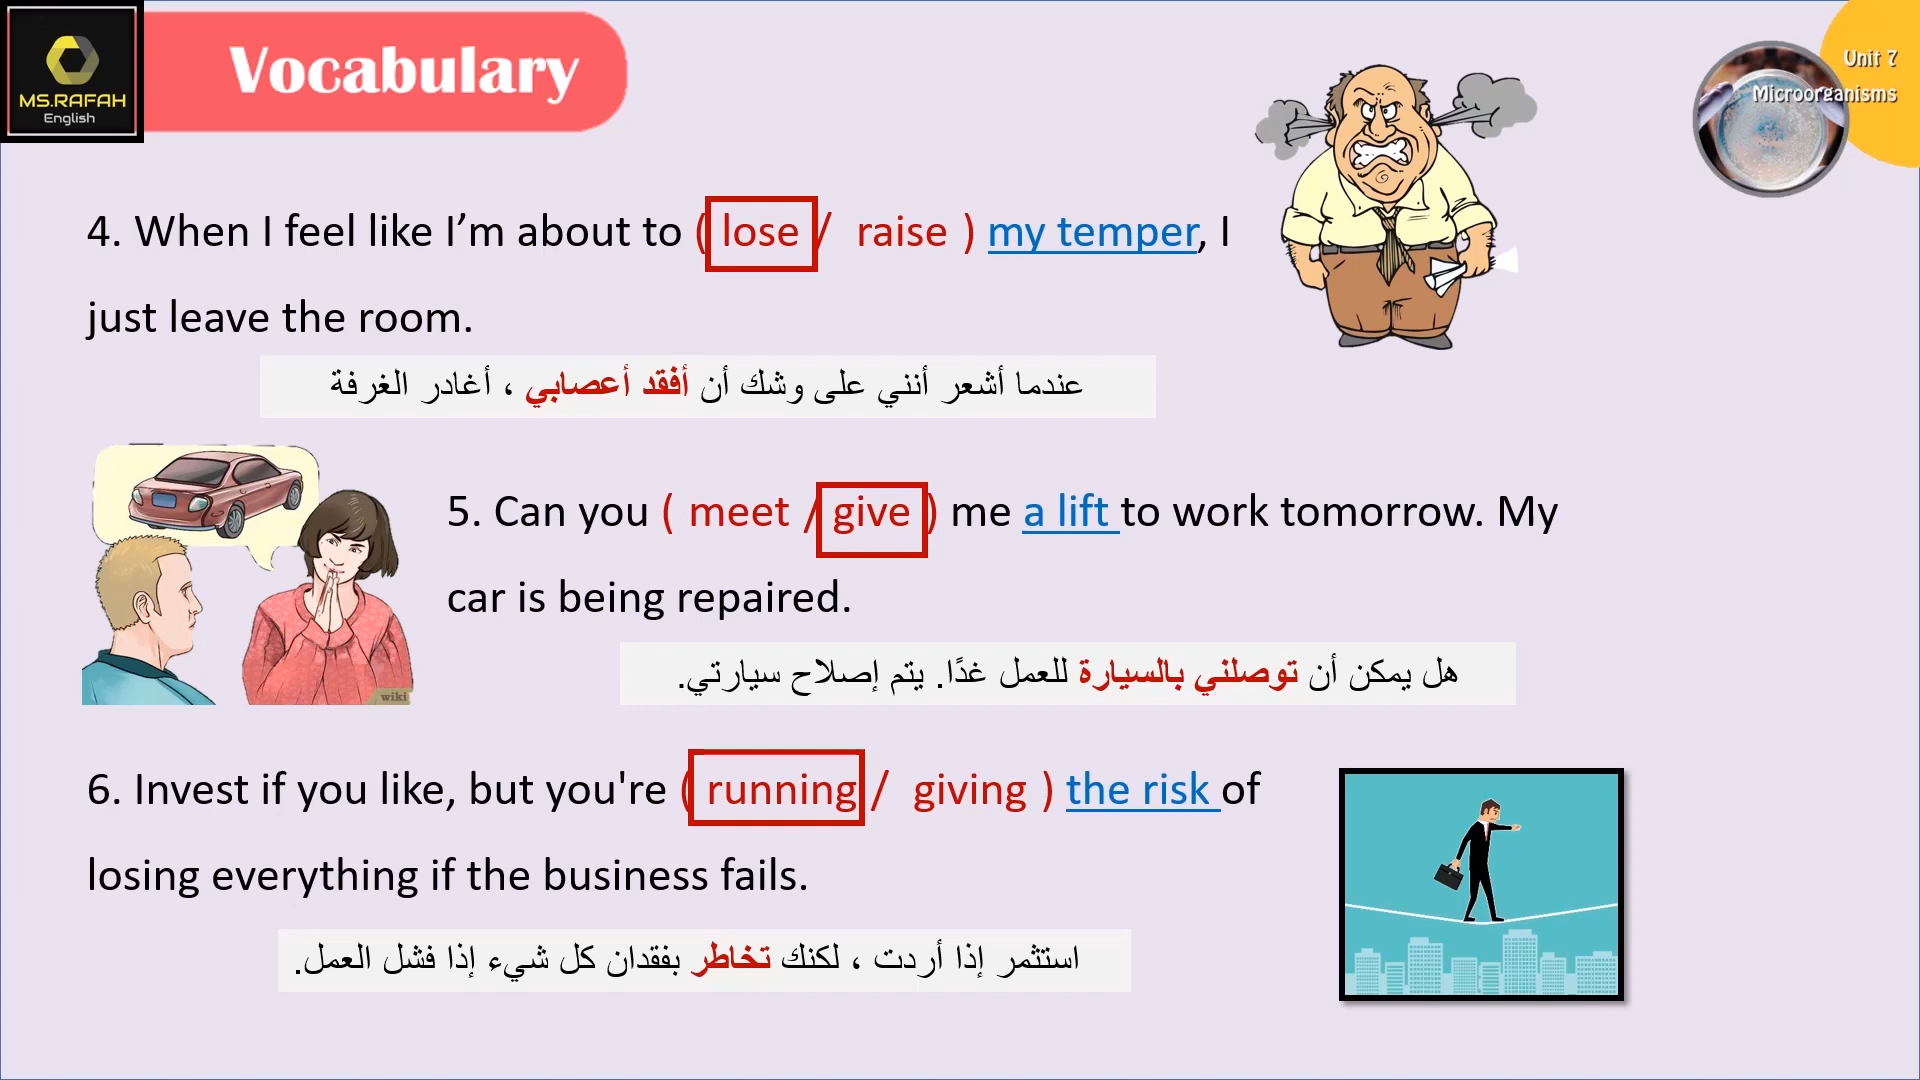 MS.RAFAH
English
Vocabulary
Unit 7
Microorganisms
4. When I feel like I’m about to ( lose / raise ) my temper, I
just leave the room.
عندما أشعر أنني على وشك أن أفقد أعصابي ، أغادر الغرفة
5. Can you ( meet / give ) me a lift to work tomorrow. My
car is being repaired.
هل يمكن أن توصلني بالسيارة للعمل غدًا. يتم إصلاح سيارتي.
wiki
6. Invest if you like, but you're ( running / giving ) the risk of
losing everything if the business fails.
استثمر إذا أردت ، لكنك تخاطر بفقدان كل شيء إذا فشل العمل.